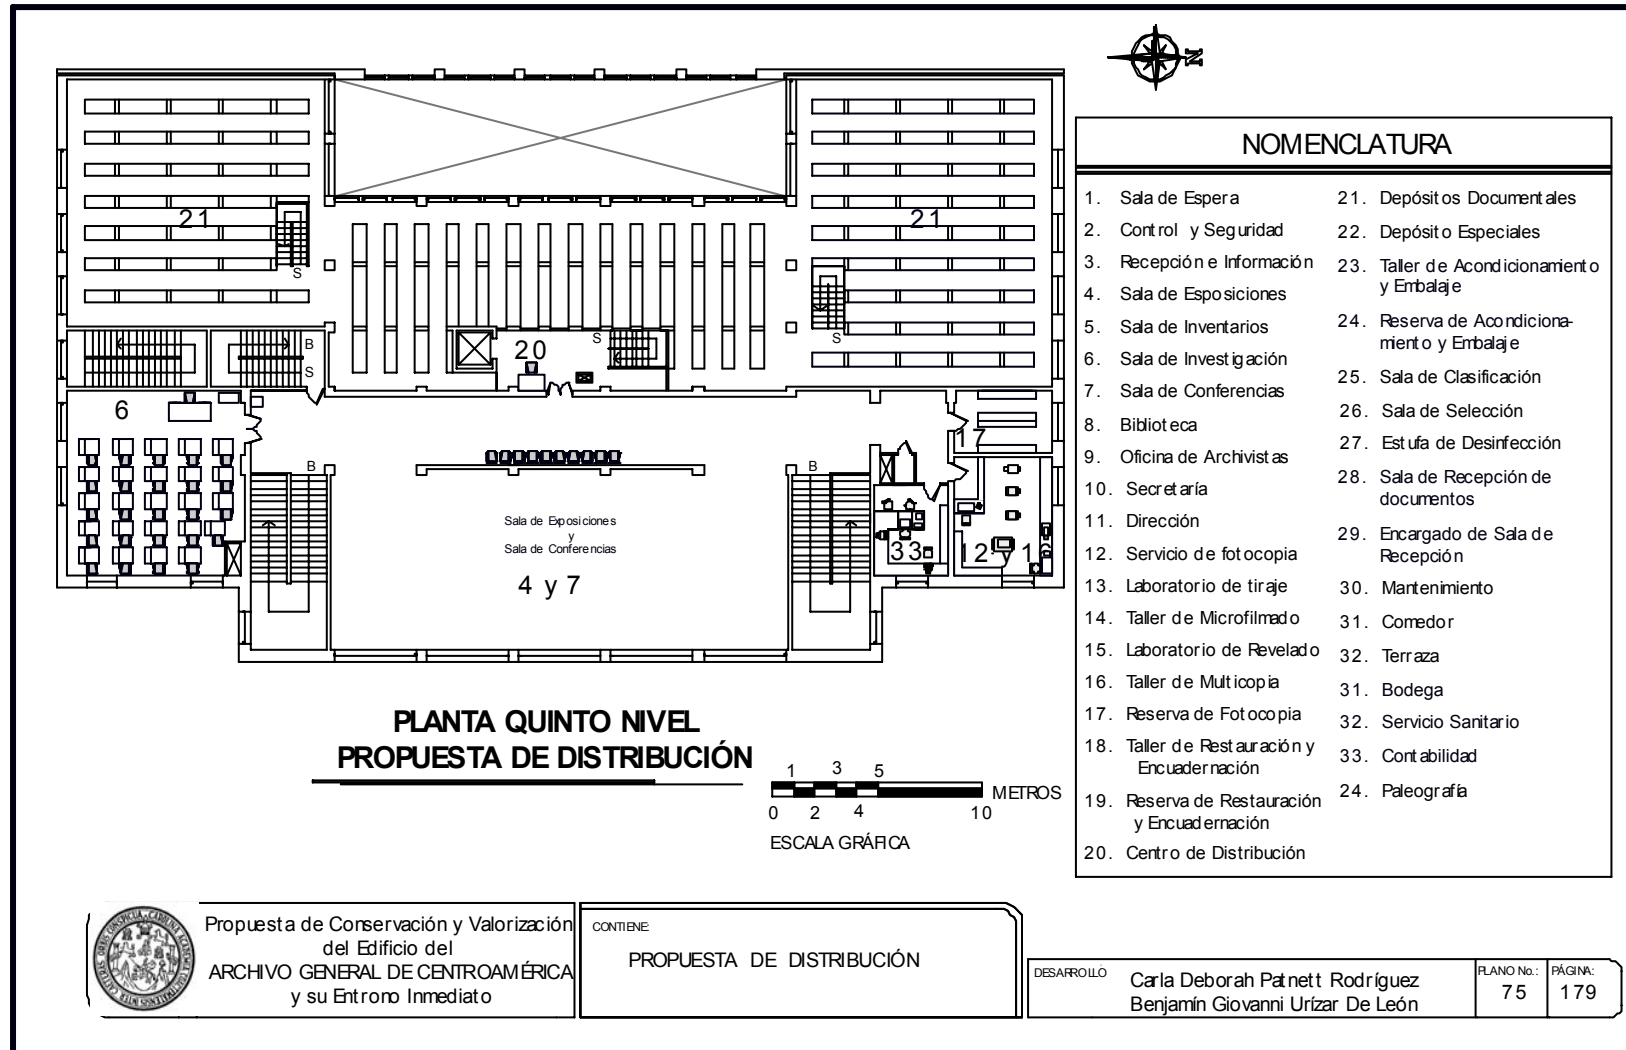 N
21
21
S
S
B
S
20
S
6
17
B
B
Sala de Exposiciones
y
Sala de Conferencias
4 y 7
33
12 y 1
PLANTA QUINTO NIVEL
PROPUESTA DE DISTRIBUCIÓN
1 3 5
METROS
0 2 4 10
ESCALA GRÁFICA
NOMENCLATURA
1. Sala de Espera
2. Control y Seguridad
3. Recepción e Información
4. Sala de Esposiciones
5. Sala de Inventarios
6. Sala de Investigación
7. Sala de Conferencias
8. Biblioteca
9. Oficina de Archivistas
10. Secretaría
11. Dirección
12. Servicio de fotocopia
13. Laboratorio de tiraje
14. Taller de Microfilmado
15. Laboratorio de Revelado
16. Taller de Multicopia
17. Reserva de Fotocopia
18. Taller de Restauración y
Encuadernación
19. Reserva de Restauración
y Encuadernación
20. Centro de Distribución
21. Depósitos Documentales
22. Depósito Especiales
23. Taller de Acondicionamiento
y Embalaje
24. Reserva de Acondiciona-
miento y Embalaje
25. Sala de Clasificación
26. Sala de Selección
27. Estufa de Desinfección
28. Sala de Recepción de
documentos
29. Encargado de Sala de
Recepción
30. Mantenimiento
31. Comedor
32. Terraza
31. Bodega
32. Servicio Sanitario
33. Contabilidad
24. Paleografía
Propuesta de Conservación y Valorización
del Edificio del
ARCHIVO GENERAL DE CENTROAMÉRICA
y su Entrono Inmediato
CONTIENE:
PROPUESTA DE DISTRIBUCIÓN
DESARROLLÓ
Carla Deborah Patnett Rodríguez
Benjamín Giovanni Urízar De León
PLANO No.:
75
PÁGINA:
179